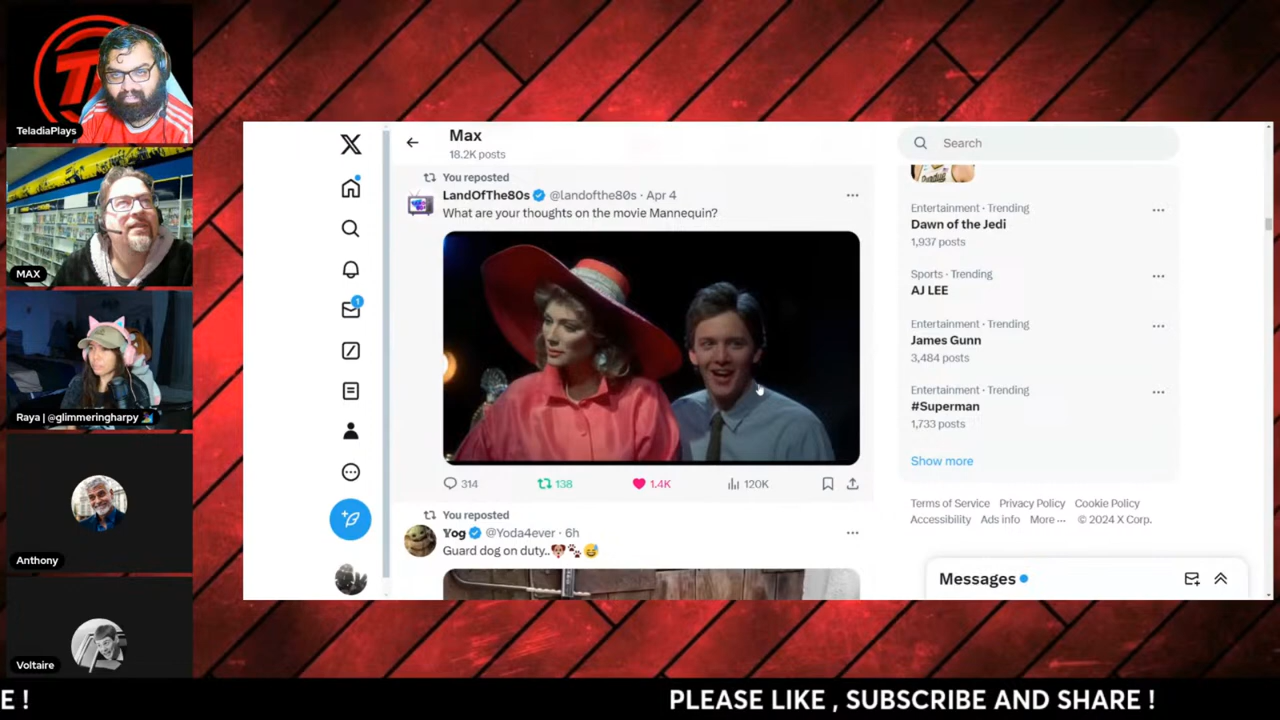 TeladiaPlays
MAX
Raya | @glimmeringharpy
Anthony
Voltaire
Max
18.2K posts
You reposted
LandOfThe80s @landofthe80s · Apr 4
What are your thoughts on the movie Mannequin?
314 138 1.4K 120K
You reposted
Yog @Yoda4ever · 6h
Guard dog on duty..🐶🐾😅
1
Search
Entertainment · Trending
Dawn of the Jedi
1,937 posts
Sports · Trending
AJ LEE
Entertainment · Trending
James Gunn
3,484 posts
Entertainment · Trending
#Superman
1,733 posts
Show more
Terms of Service Privacy Policy Cookie Policy
Accessibility Ads info More ··· © 2024 X Corp.
Messages
E ! PLEASE LIKE , SUBSCRIBE AND SHARE !